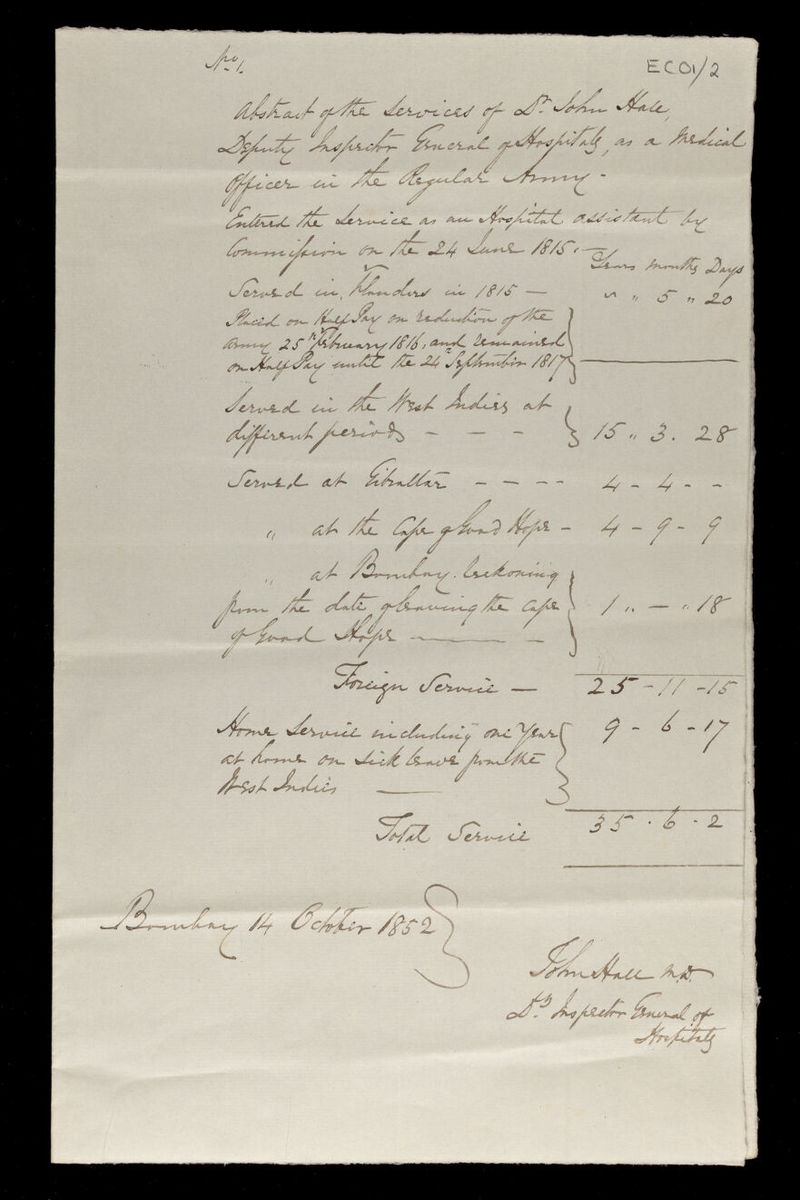 No. 1.
ECO1/2
Abstract of the Services of Dr. John Hall,
Deputy Inspector General of Hospitals, as a Medical
Officer in the Regular Army -
Entered the Service as an Hospital assistant by
Commission on the 24 June 1815. -
Years Months Days
Served in Flanders in 1815 - " " 5 " 20
Placed on Half Pay on reduction of the
army 25th February 1816, and remained
on Half Pay until the 24 September 1817
Served in the West Indies at
different periods - - - 15 " 3 . 28
Served at Gibraltar - - - - 4 - 4 - -
" at the Cape of Good Hope - 4 - 9 - 9
" at Bombay. reckoning
from the date of leaving the Cape
of Good Hope - 1 " - " 18
Foreign Service - 25 - 11 - 15
Home Service including one Year 9 - 6 - 17
at home on Sick leave from the
West Indies -
Total Service 35 . 6 . 2
Bombay 14 October 1852
John Hall M.D.
Dy. Inspector General of
Hospitals